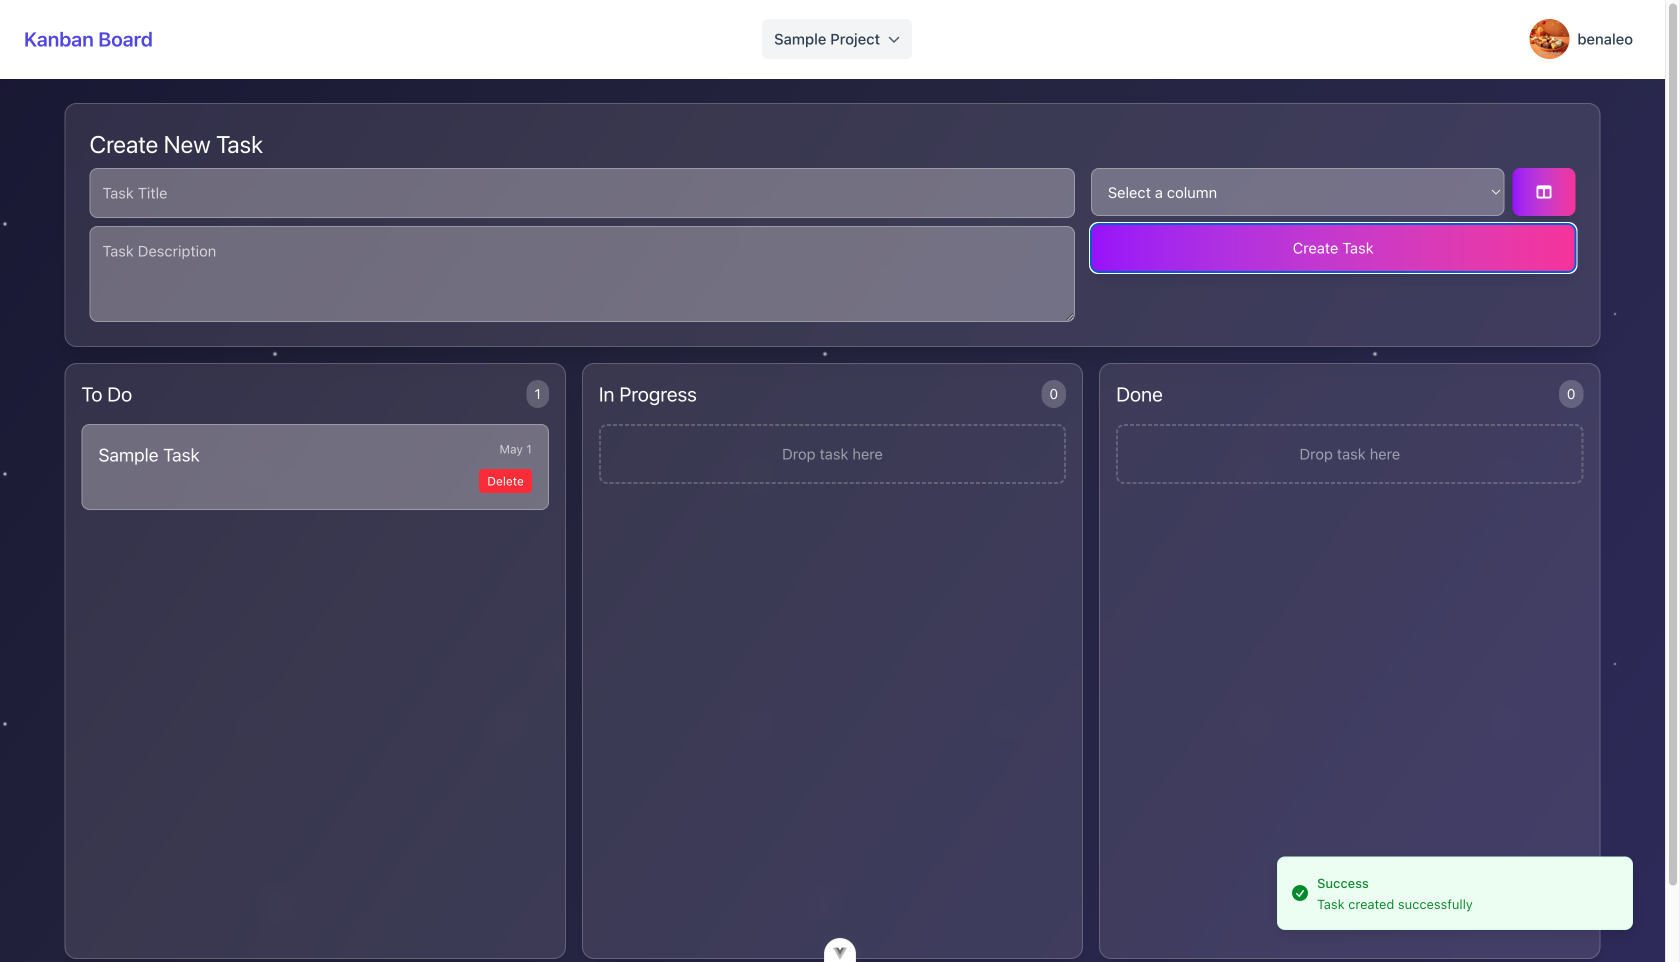 Kanban Board
Sample Project
benaleo
Create New Task
Task Title
Select a column
Task Description
Create Task
To Do
1
Sample Task
May 1
Delete
In Progress
0
Drop task here
Done
0
Drop task here
Success
Task created successfully